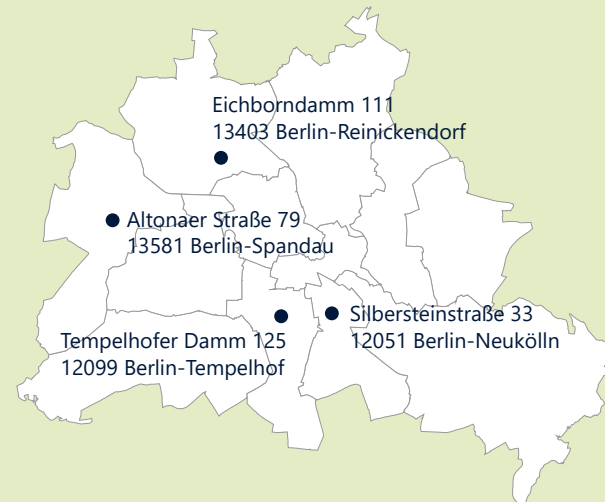 Eichborndamm 111
13403 Berlin-Reinickendorf
Altonaer Straße 79
13581 Berlin-Spandau
Silbersteinstraße 33
12051 Berlin-Neukölln
Tempelhofer Damm 125
12099 Berlin-Tempelhof